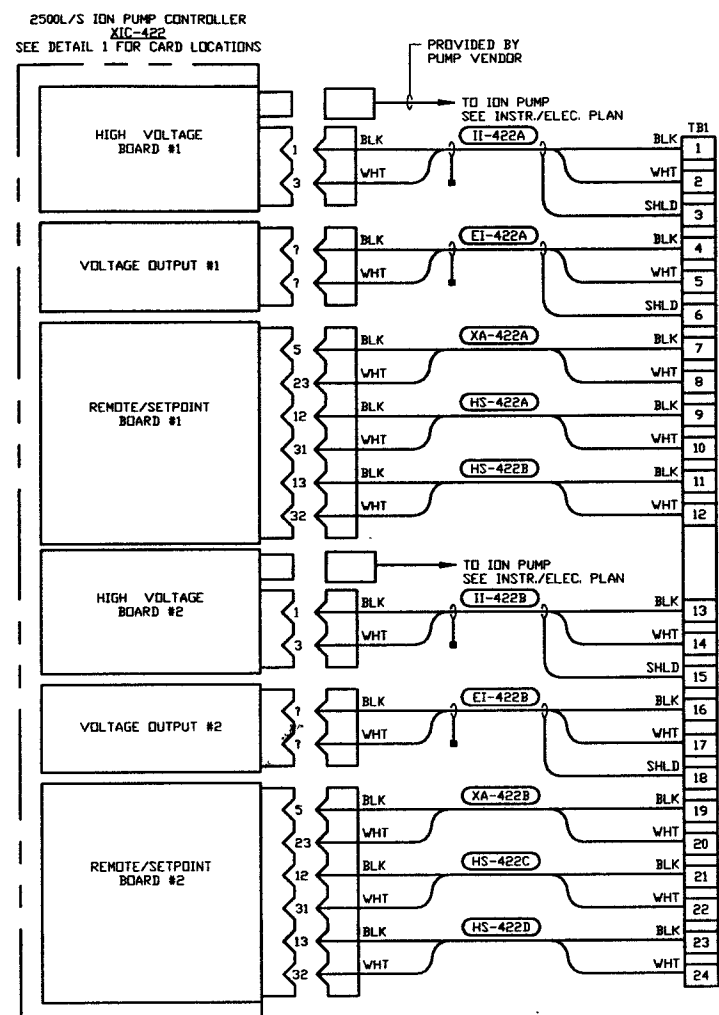 2500L/S ION PUMP CONTROLLER
XIC-422
SEE DETAIL 1 FOR CARD LOCATIONS
PROVIDED BY
PUMP VENDOR
TO ION PUMP
SEE INSTR./ELEC. PLAN
TB1
HIGH VOLTAGE
BOARD #1
1 BLK II-422A BLK 1
3 WHT WHT 2
SHLD 3
VOLTAGE OUTPUT #1
? BLK EI-422A BLK 4
? WHT WHT 5
SHLD 6
REMOTE/SETPOINT
BOARD #1
5 BLK XA-422A BLK 7
23 WHT WHT 8
12 BLK HS-422A BLK 9
31 WHT WHT 10
13 BLK HS-422B BLK 11
32 WHT WHT 12
TO ION PUMP
SEE INSTR./ELEC. PLAN
HIGH VOLTAGE
BOARD #2
1 BLK II-422B BLK 13
3 WHT WHT 14
SHLD 15
VOLTAGE OUTPUT #2
? BLK EI-422B BLK 16
? WHT WHT 17
SHLD 18
REMOTE/SETPOINT
BOARD #2
5 BLK XA-422B BLK 19
23 WHT WHT 20
12 BLK HS-422C BLK 21
31 WHT WHT 22
13 BLK HS-422D BLK 23
32 WHT WHT 24